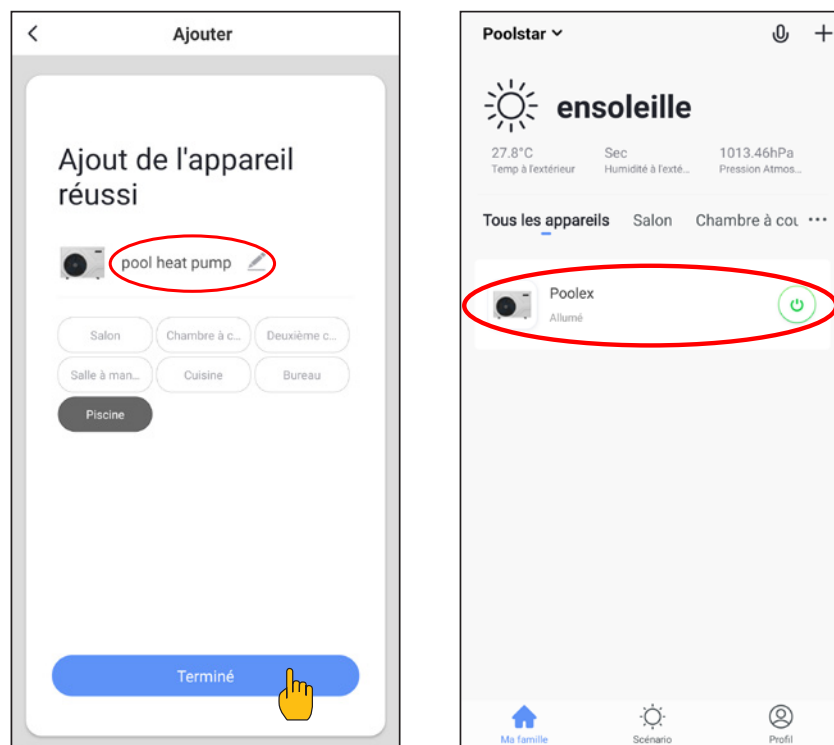 Ajouter
Ajout de l'appareil
réussi
pool heat pump
Salon
Chambre à c...
Deuxième c...
Salle à man...
Cuisine
Bureau
Piscine
Terminé
Poolstar
ensoleille
27.8°C
Sec
1013.46hPa
Temp à l'extérieur
Humidité à l'exté...
Pression Atmos...
Tous les appareils
Salon
Chambre à cou
Poolex
Allumé
Ma famille
Scénario
Profil